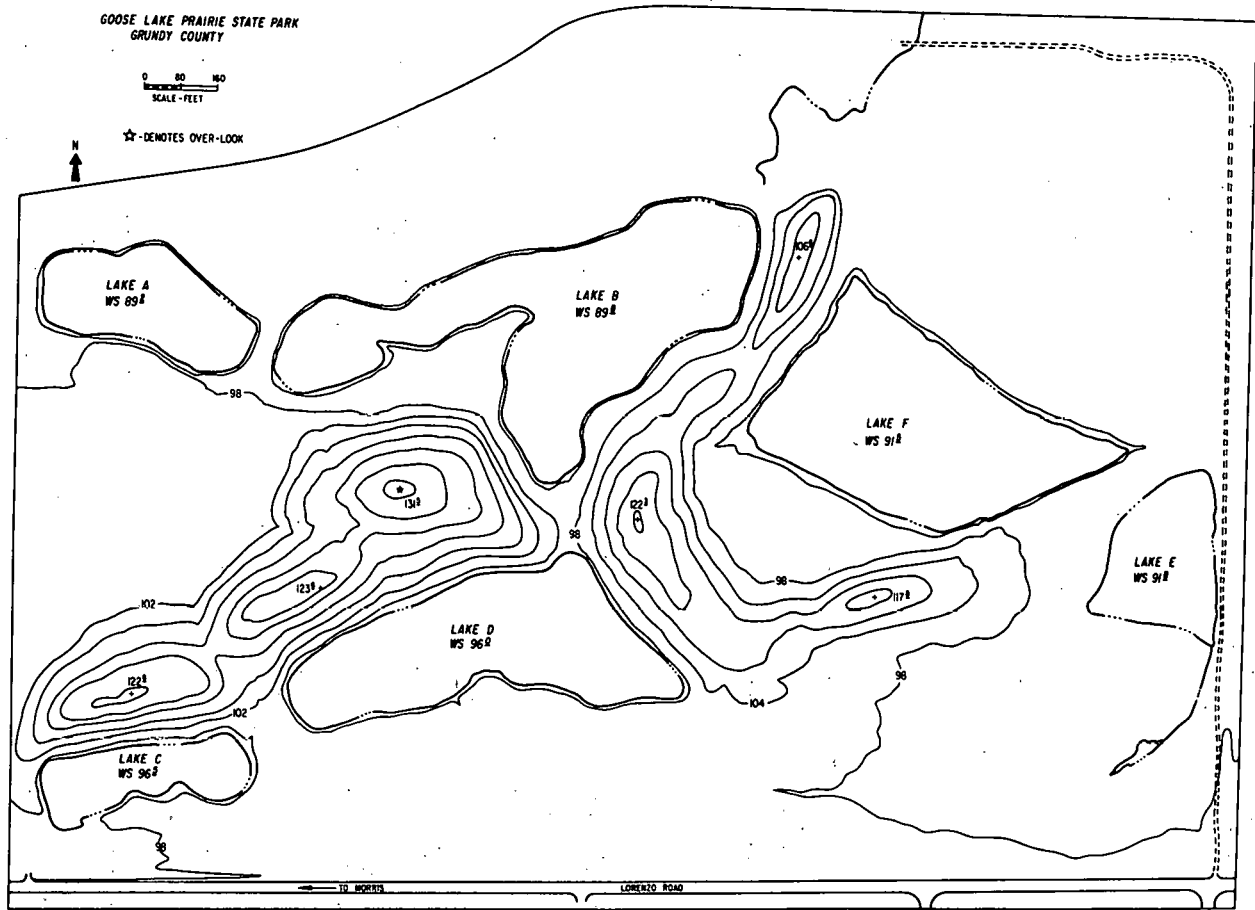 GOOSE LAKE PRAIRIE STATE PARK
GRUNDY COUNTY
0 80 160
SCALE-FEET
☆-DENOTES OVER-LOOK
N
LAKE A
WS 89
LAKE B
WS 89
106
98
LAKE F
WS 91
131
122
98
LAKE E
WS 91
98
123
117
102
LAKE D
WS 96
98
122
102
104
LAKE C
WS 96
98
← TO MORRIS
LORENZO ROAD